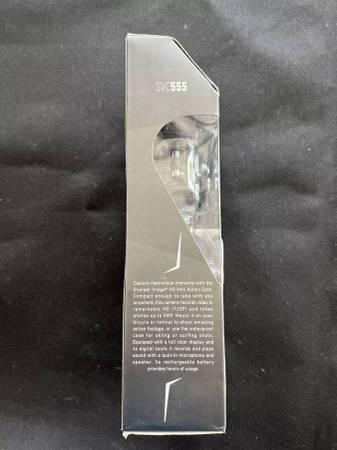 SVC555
Capture memorable moments with the
Sharper Image® HD Mini Action Cam.
Compact enough to take with you
anywhere, this camera records video in
remarkable HD (720P) and takes
photos up to 5MP. Mount it on your
bicycle or helmet to shoot amazing
action footage, or use the waterproof
case for skiing or surfing shots.
Equipped with a full color display and
4x digital zoom, it records and plays
sound with a built-in microphone and
speaker. Its rechargeable battery
provides hours of usage.